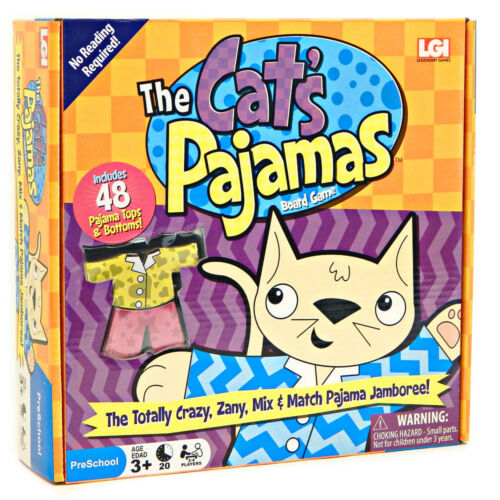 No Reading
Required!
LGI
LEGENDARY GAMES
The Cat's
Pajamas™
Board Game
Includes
48
Pajama Tops
& Bottoms!
The Totally Crazy, Zany, Mix & Match Pajama Jamboree!
WARNING:
CHOKING HAZARD - Small parts.
Not for children under 3 years.
PreSchool
AGE
EDAD
3+
20
2-4
PLAYERS
LGI
The Cat's
Pajamas
The Totally Crazy, Zany, Mix & Match Pajama Jamboree!
PreSchool